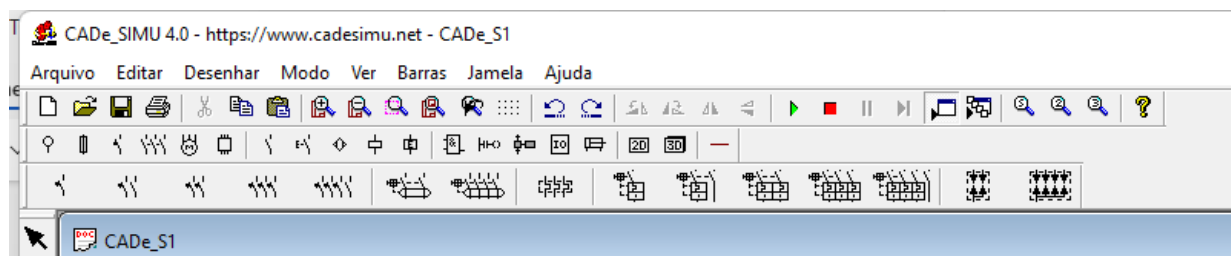 CADe_SIMU 4.0 - https://www.cadesimu.net - CADe_S1
Arquivo Editar Desenhar Modo Ver Barras Jamela Ajuda
IO 2D 3D
DOC CADe_S1